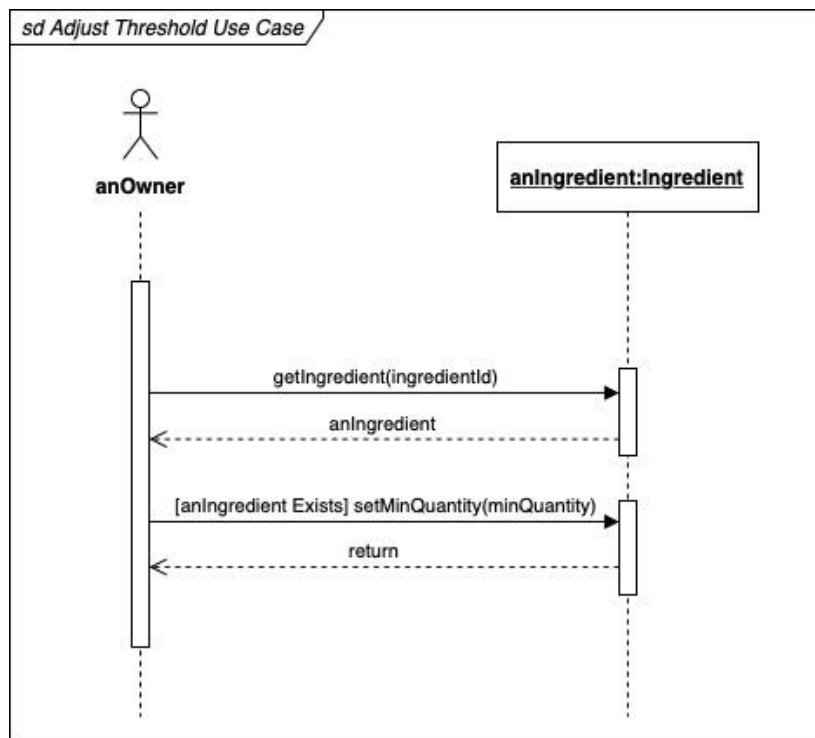 sd Adjust Threshold Use Case
anOwner
anIngredient:Ingredient
getIngredient(ingredientId)
anIngredient
[anIngredient Exists] setMinQuantity(minQuantity)
return